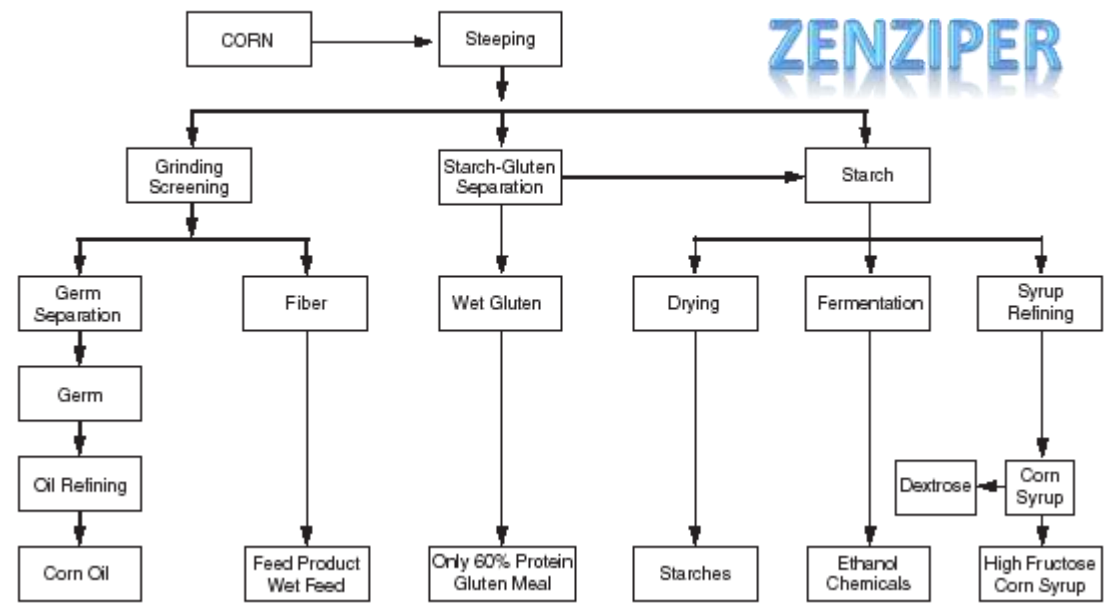 CORN
Steeping
ZENZIPER
Grinding
Screening
Starch-Gluten
Separation
Starch
Germ
Separation
Fiber
Wet Gluten
Drying
Fermentation
Syrup
Refining
Germ
Oil Refining
Dextrose
Corn
Syrup
Corn Oil
Feed Product
Wet Feed
Only 60% Protein
Gluten Meal
Starches
Ethanol
Chemicals
High Fructose
Corn Syrup